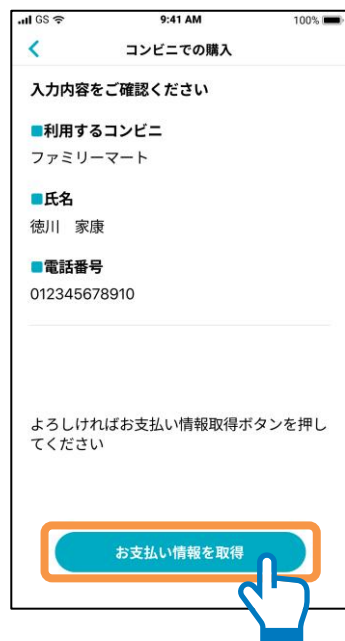 GS 9:41 AM 100%
コンビニでの購入
入力内容をご確認ください
■利用するコンビニ
ファミリーマート
■氏名
徳川　家康
■電話番号
012345678910
よろしければお支払い情報取得ボタンを押し
てください
お支払い情報を取得